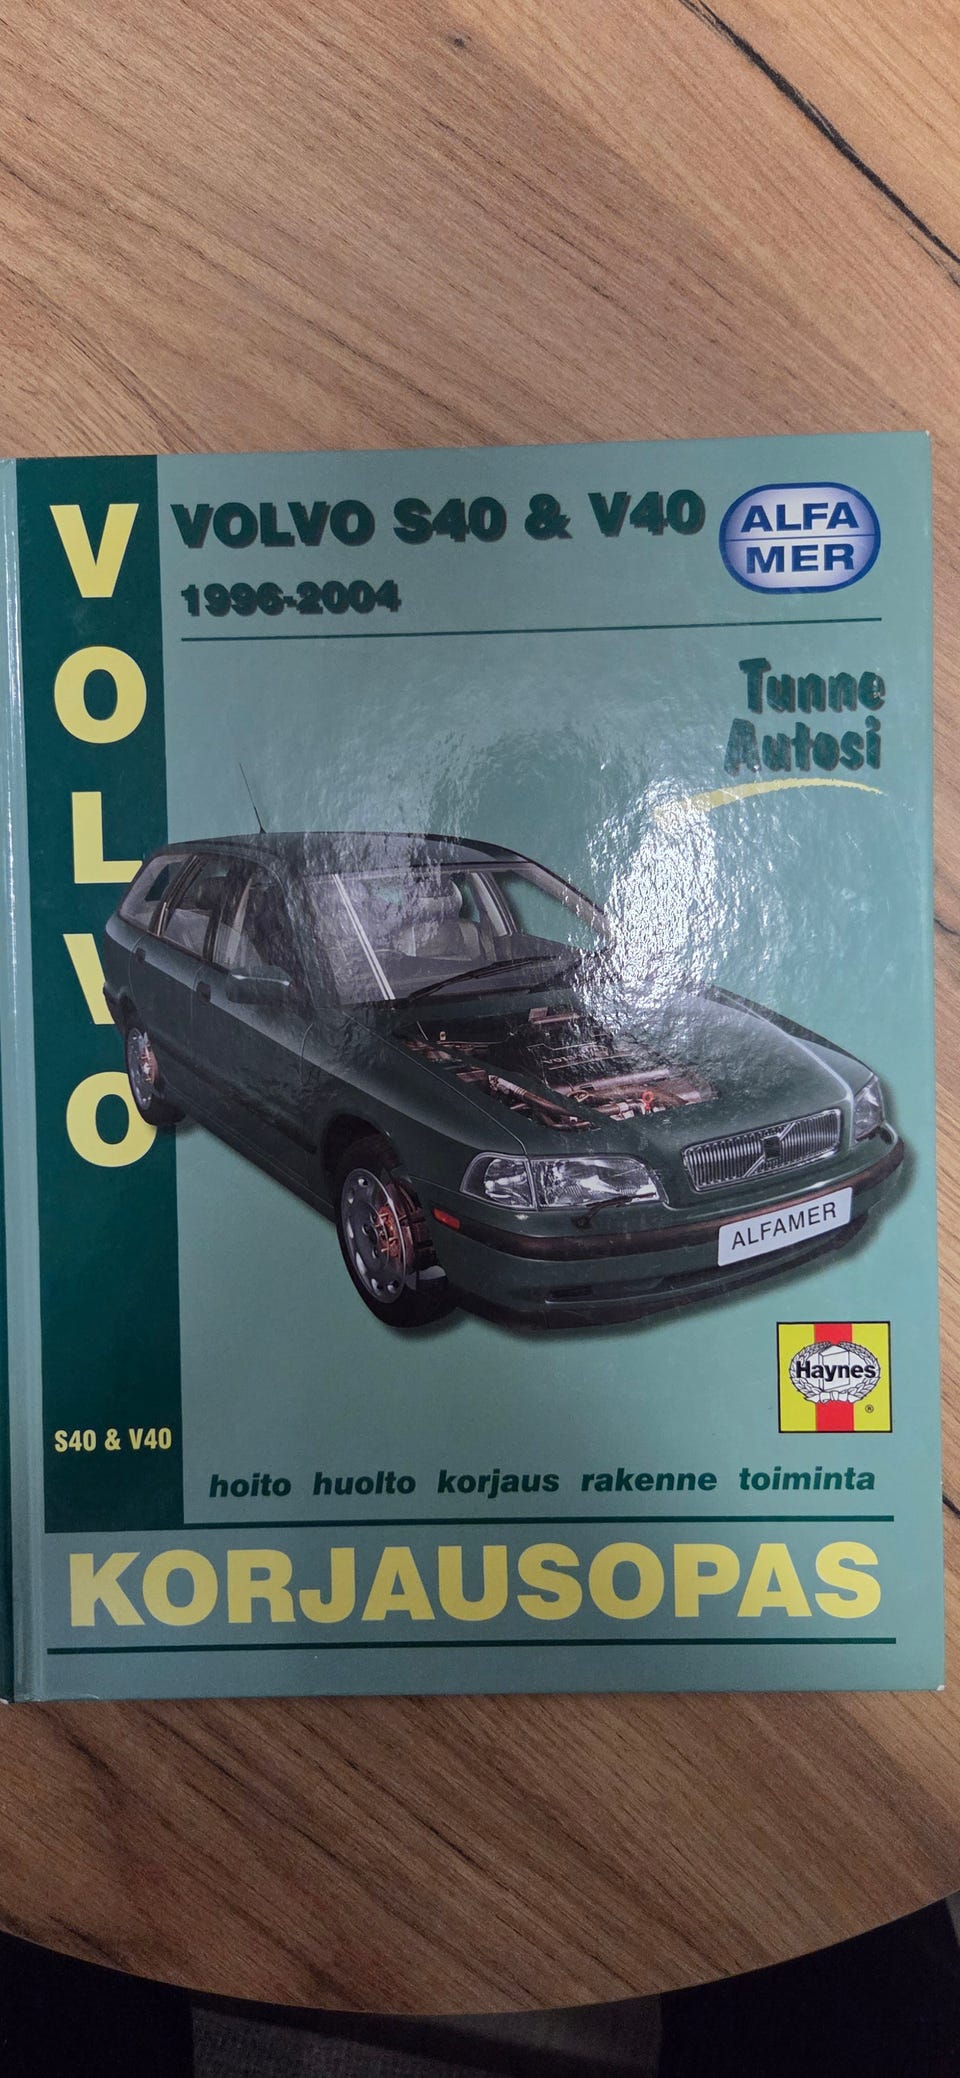 VOLVO
VOLVO S40 & V40
1996-2004
ALFA
MER
Tunne
Autosi
ALFAMER
Haynes
®
S40 & V40
hoito huolto korjaus rakenne toiminta
KORJAUSOPAS